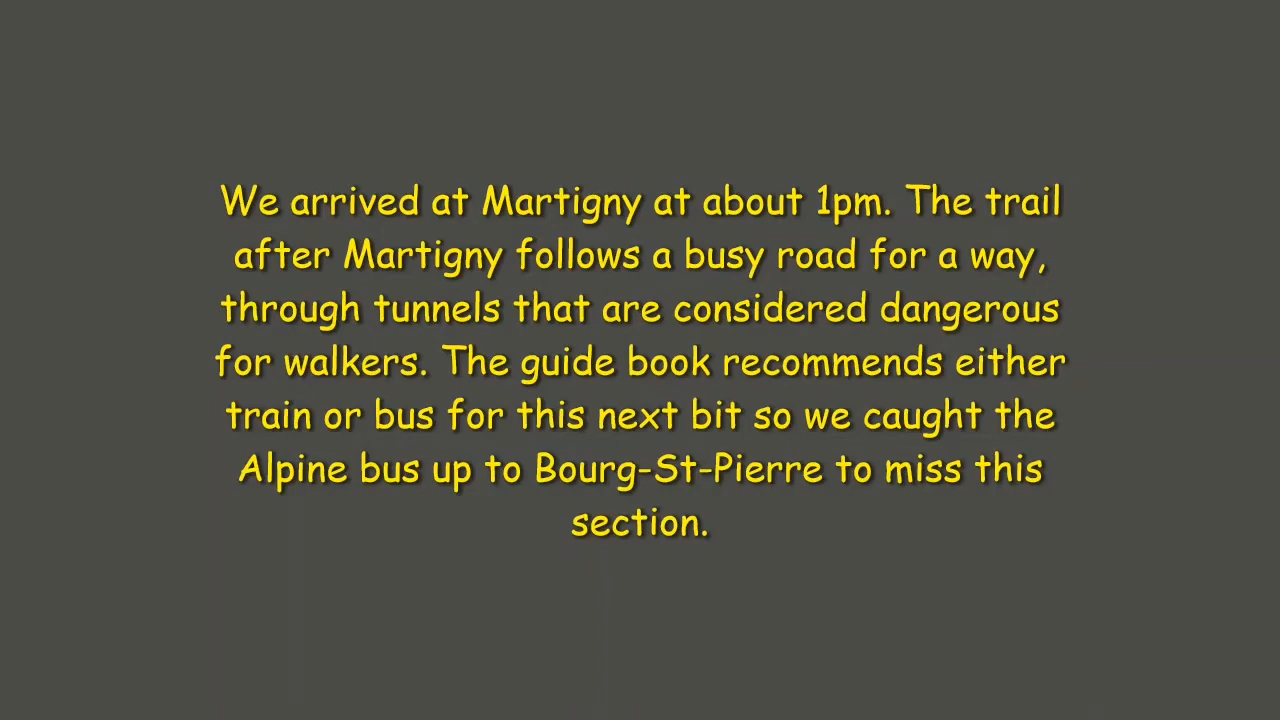 We arrived at Martigny at about 1pm. The trail
after Martigny follows a busy road for a way,
through tunnels that are considered dangerous
for walkers. The guide book recommends either
train or bus for this next bit so we caught the
Alpine bus up to Bourg-St-Pierre to miss this
section.